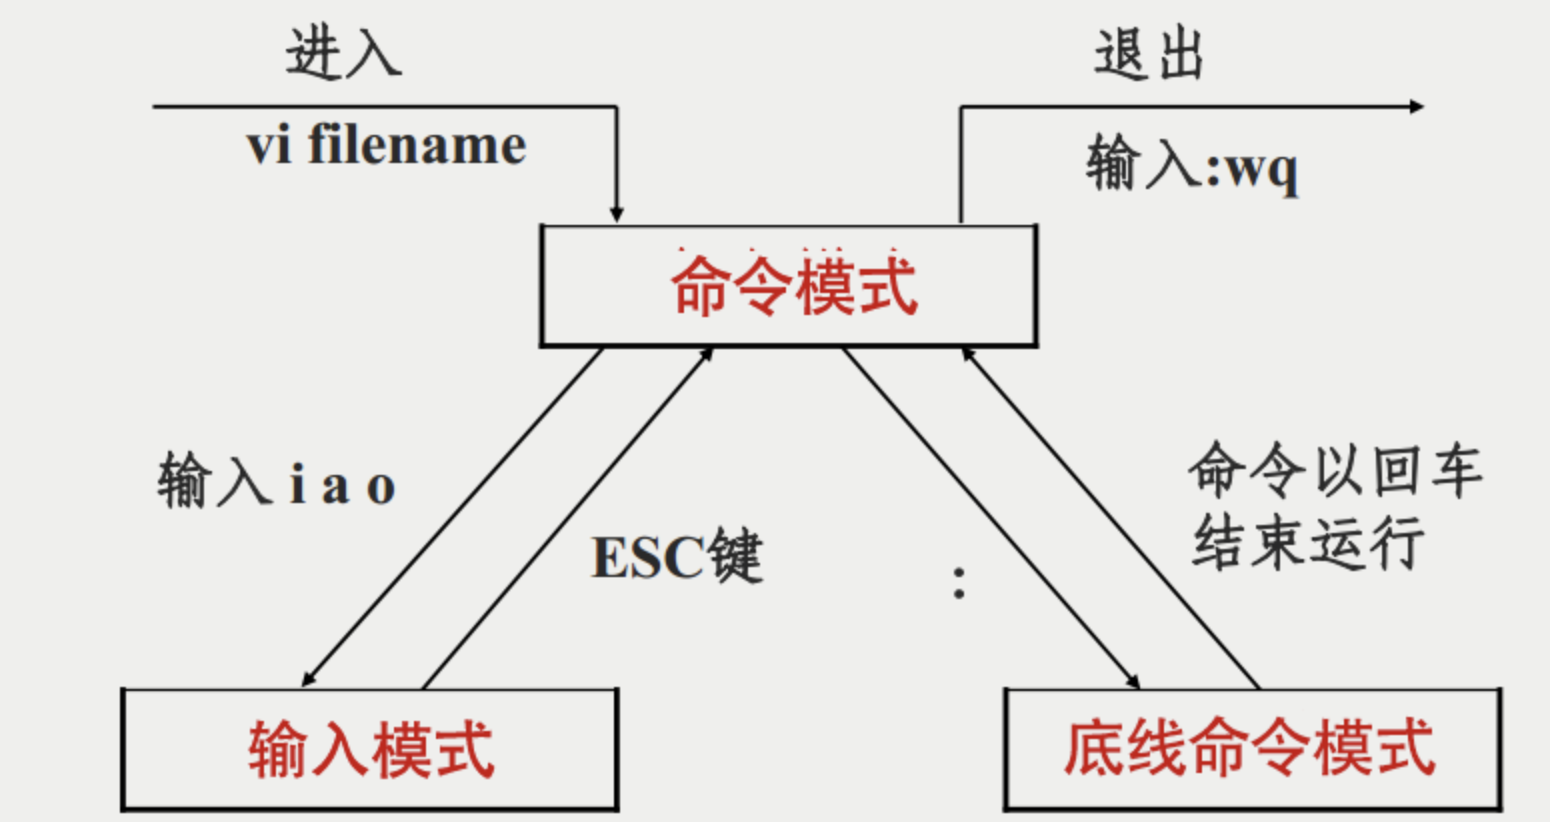 进入
vi filename
退出
输入:wq
命令模式
输入 i a o
ESC键
:
命令以回车
结束运行
输入模式
底线命令模式